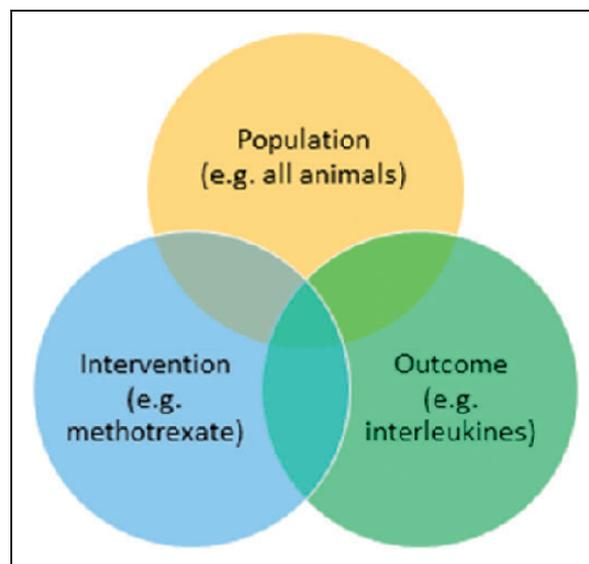 Population
(e.g. all animals)
Intervention
(e.g.
methotrexate)
Outcome
(e.g.
interleukines)